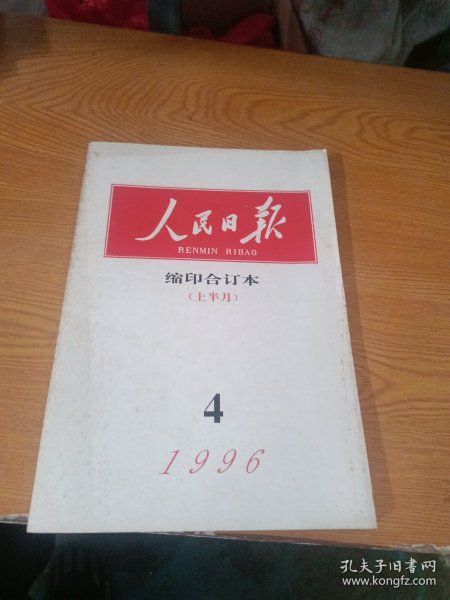 人民日报
RENMIN RIBAO
缩印合订本
(上半月)
4
1996
孔夫子旧书网
www.kongfz.com